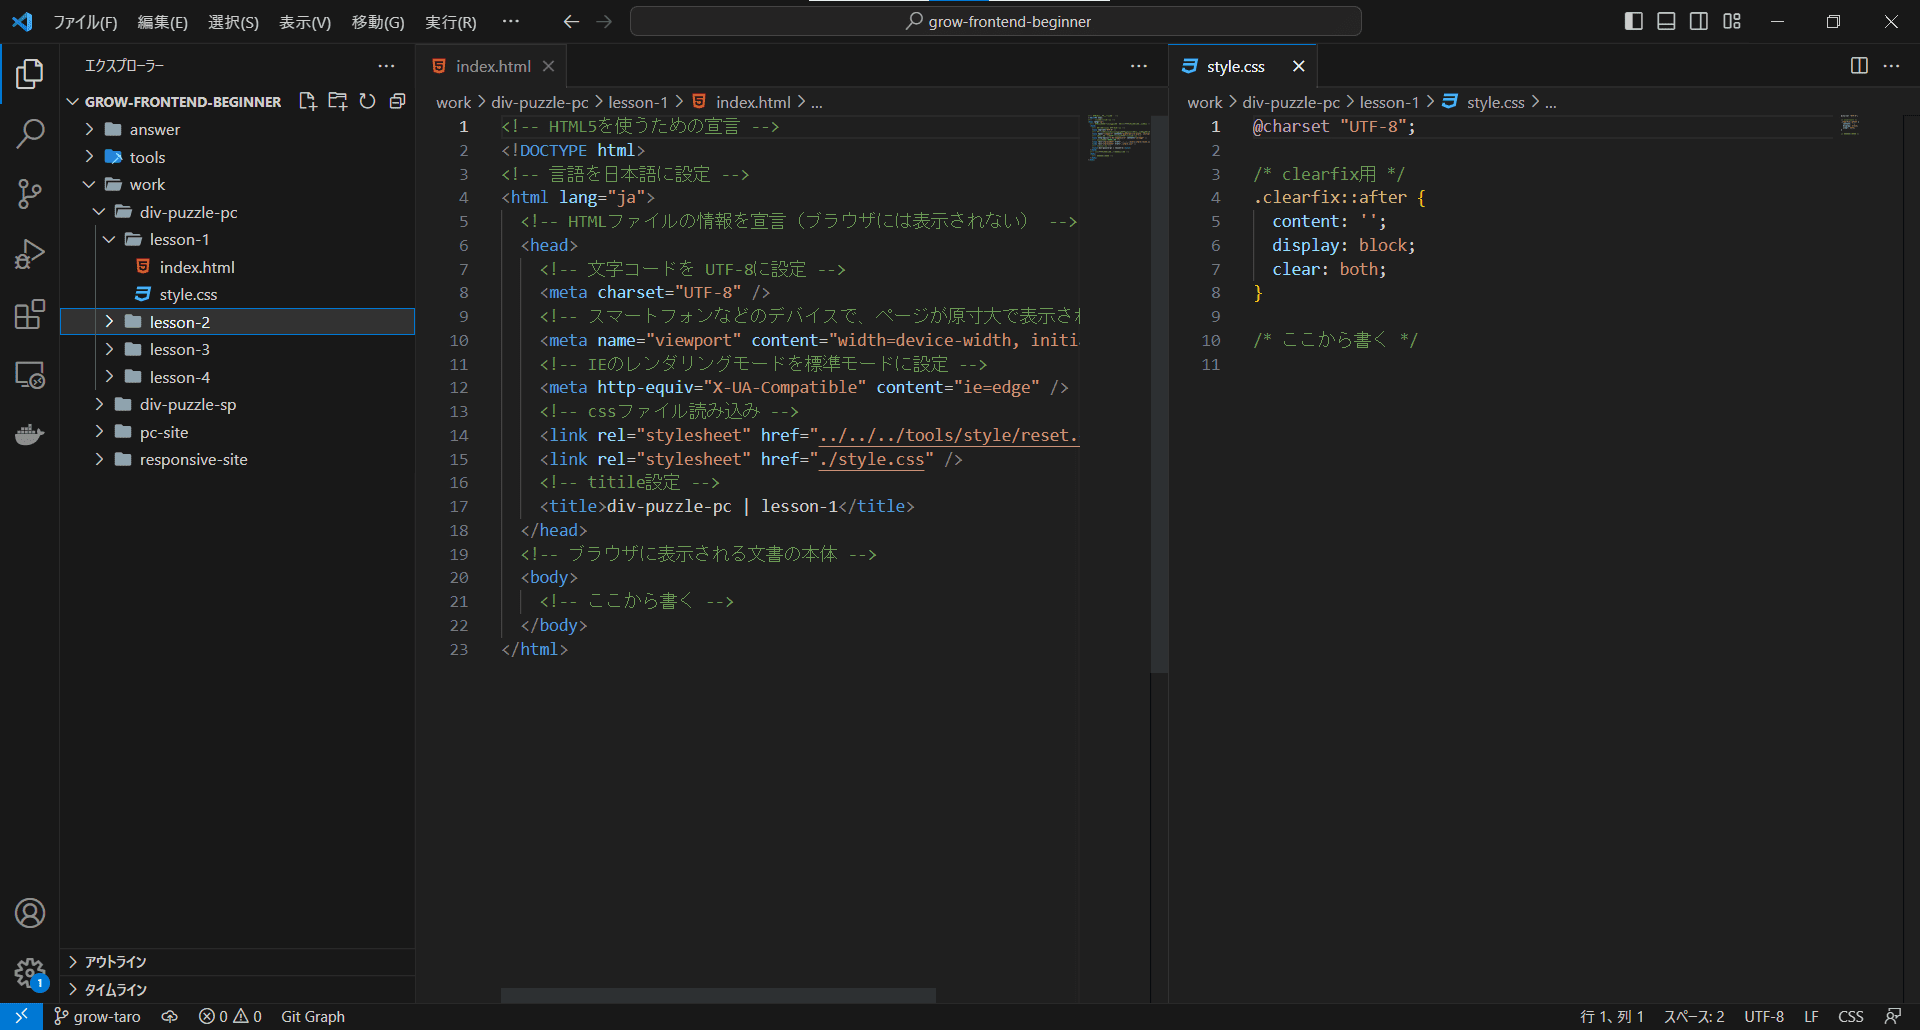 ファイル(F) 編集(E) 選択(S) 表示(V) 移動(G) 実行(R) ··· grow-frontend-beginner
エクスプローラー ···
GROW-FRONTEND-BEGINNER
answer
tools
work
div-puzzle-pc
lesson-1
index.html
style.css
lesson-2
lesson-3
lesson-4
div-puzzle-sp
pc-site
responsive-site
アウトライン
タイムライン
index.html
work > div-puzzle-pc > lesson-1 > index.html > ...
1 <!-- HTML5を使うための宣言 -->
2 <!DOCTYPE html>
3 <!-- 言語を日本語に設定 -->
4 <html lang="ja">
5 <!-- HTMLファイルの情報を宣言（ブラウザには表示されない） -->
6 <head>
7 <!-- 文字コードを UTF-8に設定 -->
8 <meta charset="UTF-8" />
9 <!-- スマートフォンなどのデバイスで、ページが原寸大で表示され
10 <meta name="viewport" content="width=device-width, initi
11 <!-- IEのレンダリングモードを標準モードに設定 -->
12 <meta http-equiv="X-UA-Compatible" content="ie=edge" />
13 <!-- cssファイル読み込み -->
14 <link rel="stylesheet" href="../../../tools/style/reset.
15 <link rel="stylesheet" href="./style.css" />
16 <!-- titile設定 -->
17 <title>div-puzzle-pc | lesson-1</title>
18 </head>
19 <!-- ブラウザに表示される文書の本体 -->
20 <body>
21 <!-- ここから書く -->
22 </body>
23 </html>
style.css
work > div-puzzle-pc > lesson-1 > style.css > ...
1 @charset "UTF-8";
2
3 /* clearfix用 */
4 .clearfix::after {
5 content: '';
6 display: block;
7 clear: both;
8 }
9
10 /* ここから書く */
11
1
grow-taro 0 0 Git Graph 行 1、列 1 スペース: 2 UTF-8 LF CSS